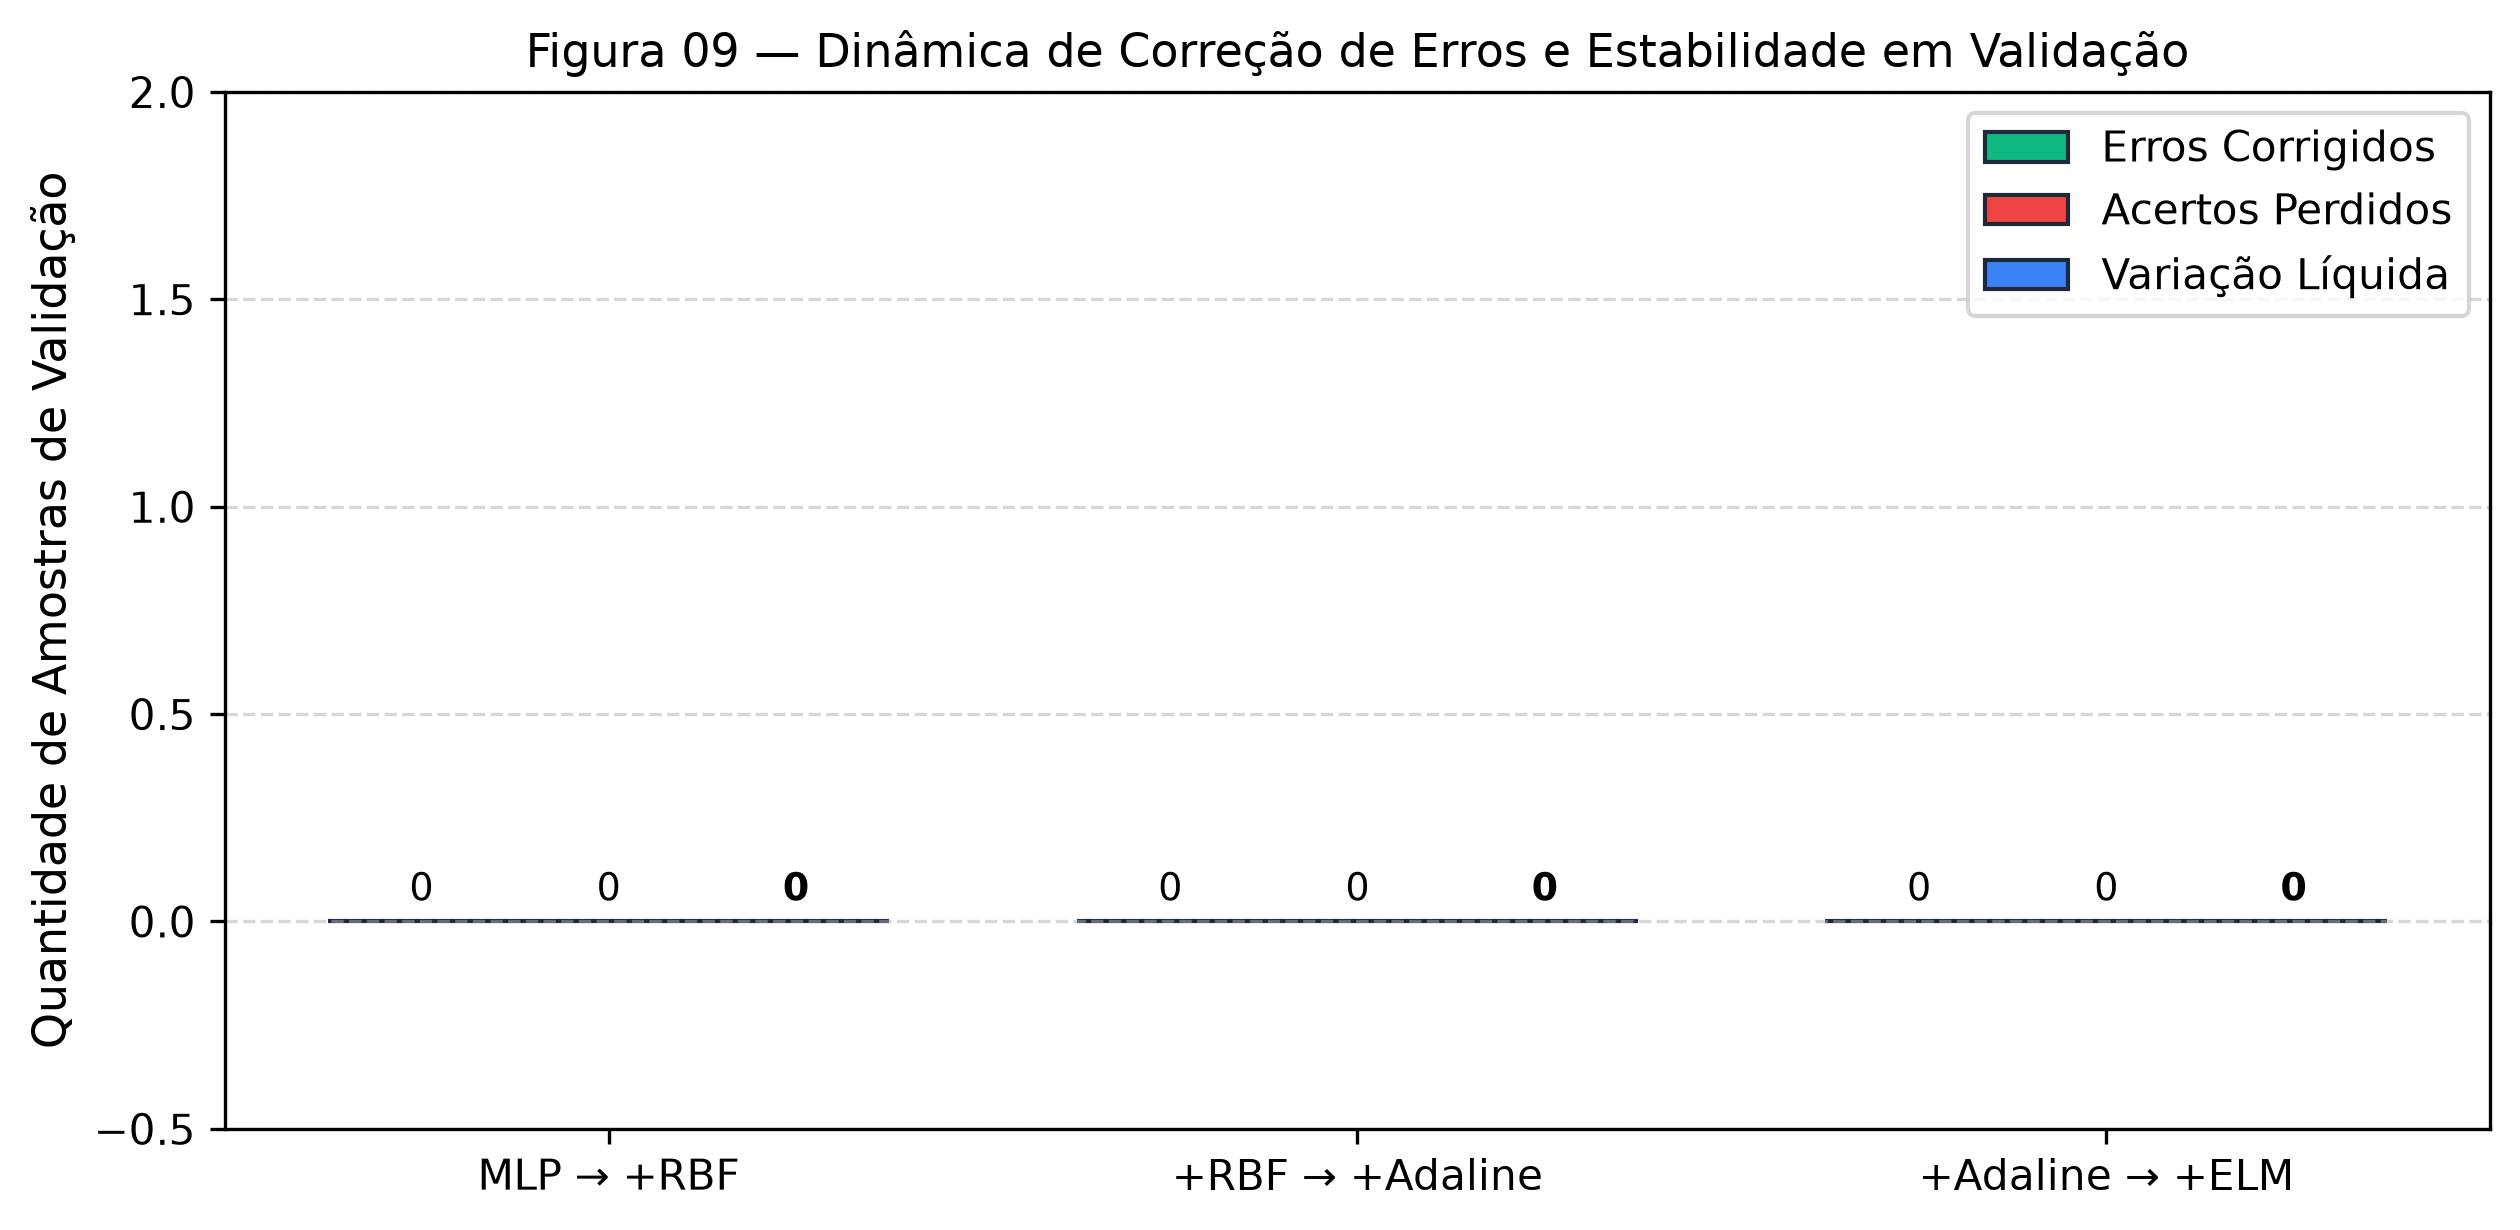 Figura 09 — Dinâmica de Correção de Erros e Estabilidade em Validação
Quantidade de Amostras de Validação
2.0
1.5
1.0
0.5
0.0
−0.5
Erros Corrigidos
Acertos Perdidos
Variação Líquida
0 0 0 0 0 0 0 0 0
MLP → +RBF
+RBF → +Adaline
+Adaline → +ELM